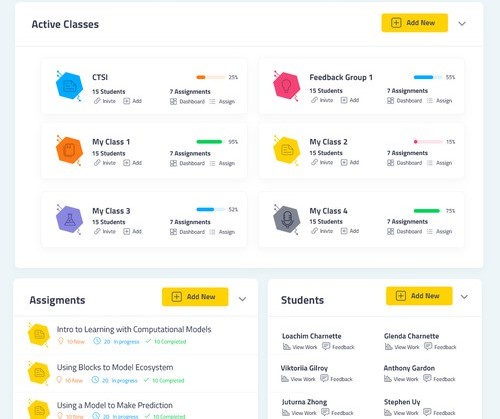 Active Classes
Add New
CTSI
25%
15 Students
7 Assignments
Invite
Add
Dashboard
Assign
Feedback Group 1
55%
15 Students
7 Assignments
Invite
Add
Dashboard
Assign
My Class 1
95%
15 Students
7 Assignments
Invite
Add
Dashboard
Assign
My Class 2
15%
15 Students
7 Assignments
Invite
Add
Dashboard
Assign
My Class 3
52%
15 Students
7 Assignments
Invite
Add
Dashboard
Assign
My Class 4
75%
15 Students
7 Assignments
Invite
Add
Dashboard
Assign
Assigments
Add New
Intro to Learning with Computational Models
10 New
20 In progress
10 Completed
Using Blocks to Model Ecosystem
10 New
20 In progress
10 Completed
Using a Model to Make Prediction
10 New
20 In progress
10 Completed
Students
Add New
Loachim Charnette
View Work
Feedback
Glenda Charnette
View Work
Feedback
Viktoriia Gilroy
View Work
Feedback
Anthony Gardon
View Work
Feedback
Juturna Zhong
View Work
Feedback
Stephen Uy
View Work
Feedback